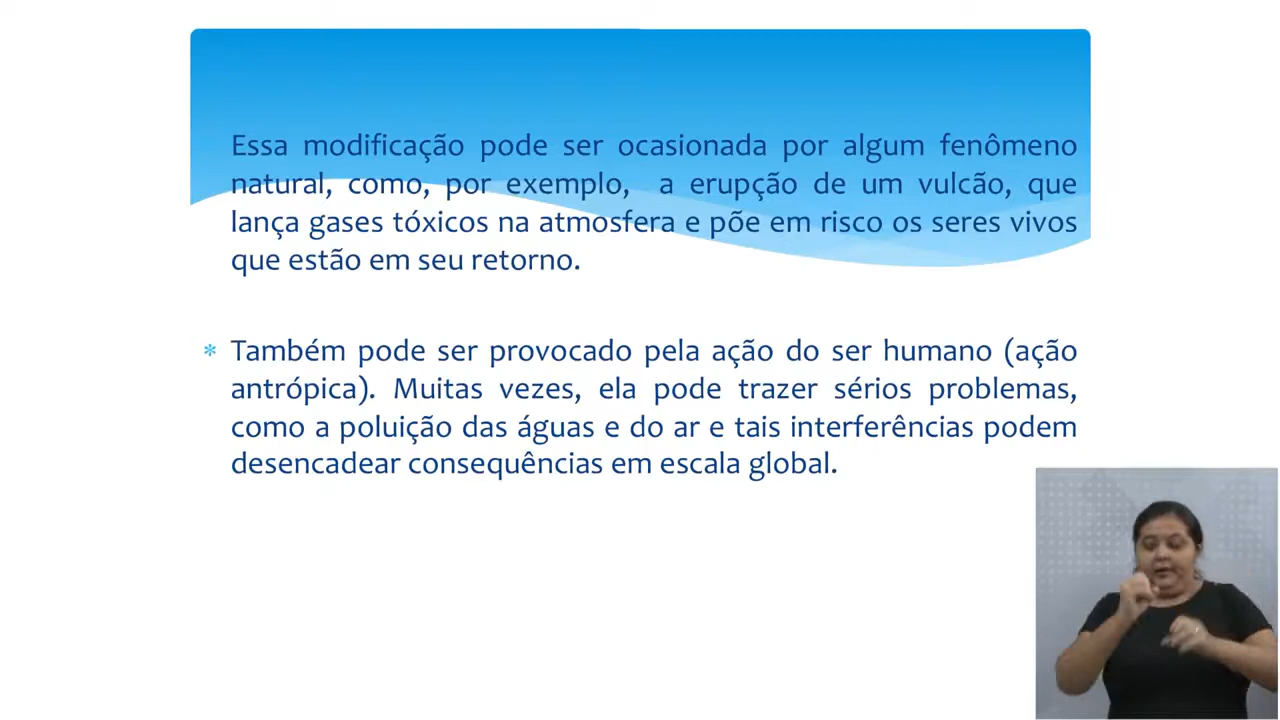 Essa modificação pode ser ocasionada por algum fenômeno
natural, como, por exemplo, a erupção de um vulcão, que
lança gases tóxicos na atmosfera e põe em risco os seres vivos
que estão em seu retorno.
* Também pode ser provocado pela ação do ser humano (ação
antrópica). Muitas vezes, ela pode trazer sérios problemas,
como a poluição das águas e do ar e tais interferências podem
desencadear consequências em escala global.